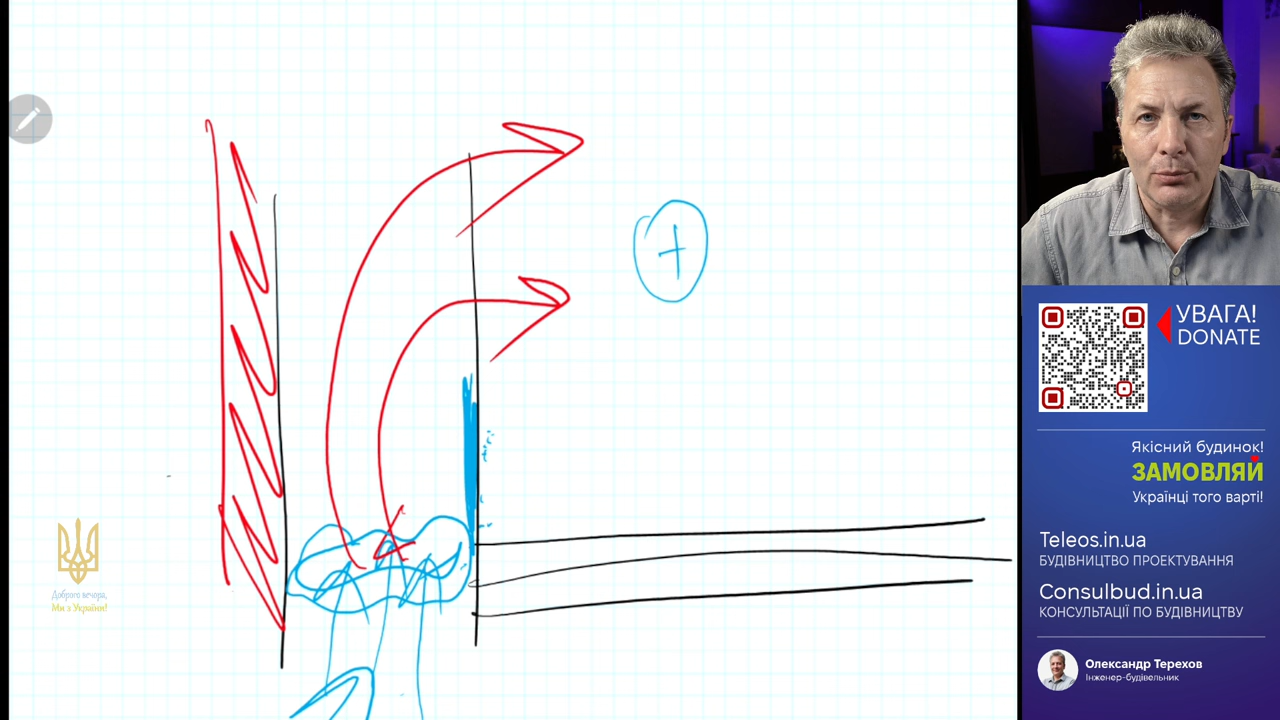 +
УВАГА!
DONATE
Якісний будинок!
ЗАМОВЛЯЙ
Українці того варті!
Teleos.in.ua
БУДІВНИЦТВО ПРОЕКТУВАННЯ
Consulbud.in.ua
КОНСУЛЬТАЦІЇ ПО БУДІВНИЦТВУ
Олександр Терехов
Інженер-будівельник
Доброго вечора,
Ми з України!